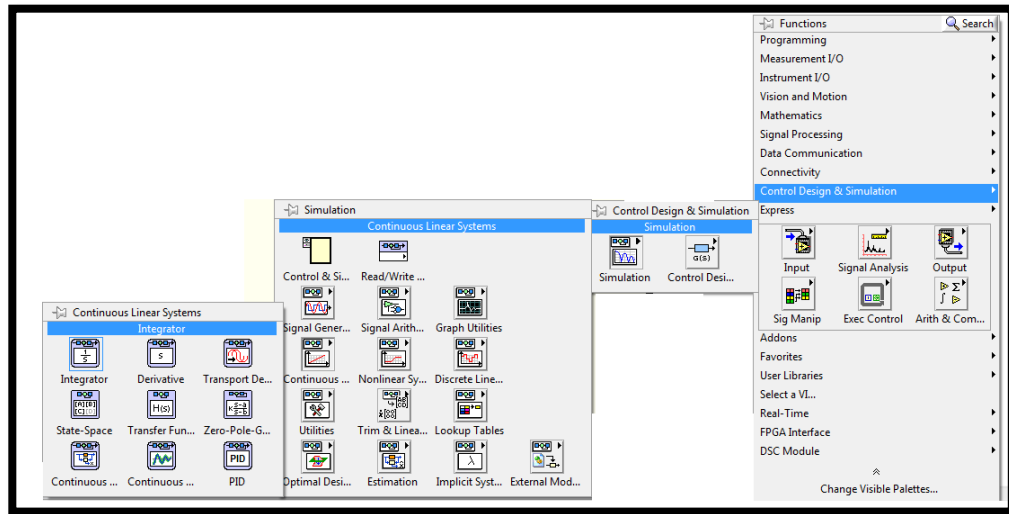 Functions
Search
Programming
Measurement I/O
Instrument I/O
Vision and Motion
Mathematics
Signal Processing
Data Communication
Connectivity
Control Design & Simulation
Express
Input Signal Analysis Output
Sig Manip Exec Control Arith & Com...
Addons
Favorites
User Libraries
Select a VI...
Real-Time
FPGA Interface
DSC Module
Change Visible Palettes...
Control Design & Simulation
Simulation
G(s)
Simulation Control Desi...
Simulation
Continuous Linear Systems
Control & Si... Read/Write ...
Signal Gener... Signal Arith... Graph Utilities
Continuous ... Nonlinear Sy... Discrete Line...
Utilities Trim & Linea... Lookup Tables
λ
Optimal Desi... Estimation Implicit Syst... External Mod...
Continuous Linear Systems
Integrator
1/s s
Integrator Derivative Transport De...
H(s)
State-Space Transfer Fun... Zero-Pole-G...
PID
Continuous ... Continuous ... PID